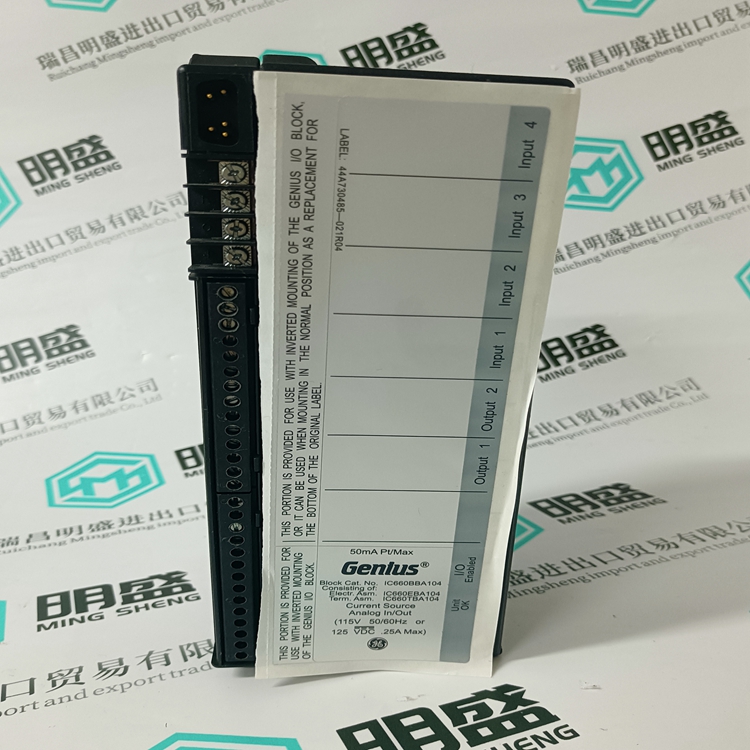 瑞昌明盛进出口贸易有限公司
Ruichang Mingsheng import and export trade Co., Ltd
明盛
MING SHENG
THIS PORTION IS PROVIDED FOR USE WITH INVERTED MOUNTING OF THE GENIUS I/O BLOCK,
OR IT CAN BE USED WHEN MOUNTING IN THE NORMAL POSITION AS A REPLACEMENT FOR
THE BOTTOM OF THE ORIGINAL LABEL.
LABEL: 44A730485-021R04
Input 4
Input 3
Input 2
Input 1
Output 2
Output 1
THIS PORTION IS PROVIDED FOR
USE WITH INVERTED MOUNTING
OF THE GENIUS I/O BLOCK.
50mA Pt/Max
Genius®
Block Cat. No. IC660BBA104
Consisting of:
Electr. Asm. IC660EBA104
Term. Asm. IC660TBA104
Current Source
Analog In/Out
(115V 50/60Hz or
125 VDC .25A Max)
GE
Unit
OK
I/O
Enabled